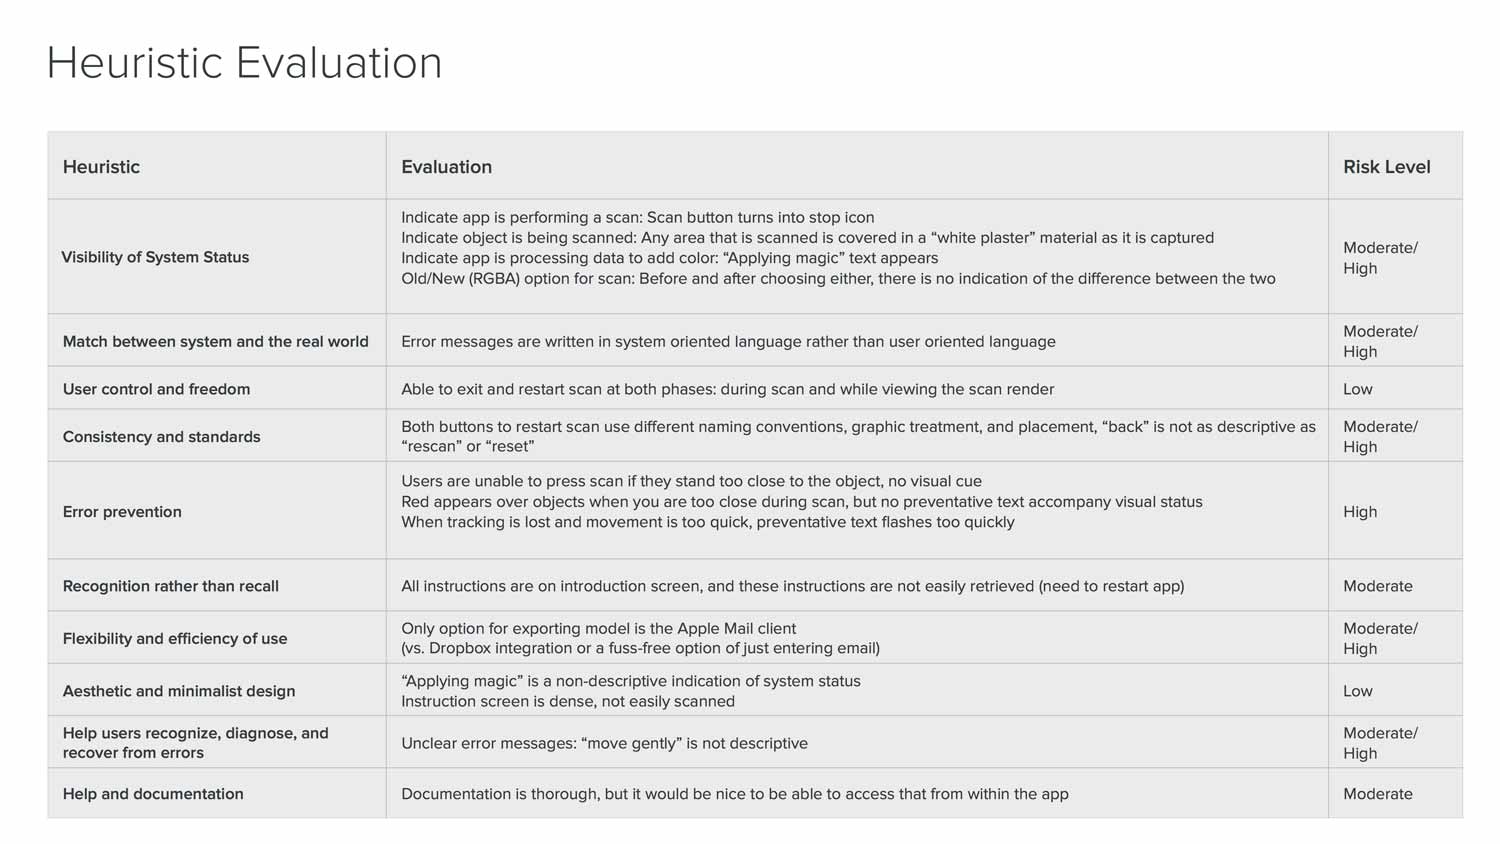 Heuristic Evaluation
Heuristic
Evaluation
Risk Level
Visibility of System Status
Indicate app is performing a scan: Scan button turns into stop icon
Indicate object is being scanned: Any area that is scanned is covered in a “white plaster” material as it is captured
Indicate app is processing data to add color: “Applying magic” text appears
Old/New (RGBA) option for scan: Before and after choosing either, there is no indication of the difference between the two
Moderate/
High
Match between system and the real world
Error messages are written in system oriented language rather than user oriented language
Moderate/
High
User control and freedom
Able to exit and restart scan at both phases: during scan and while viewing the scan render
Low
Consistency and standards
Both buttons to restart scan use different naming conventions, graphic treatment, and placement, “back” is not as descriptive as
“rescan” or “reset”
Moderate/
High
Error prevention
Users are unable to press scan if they stand too close to the object, no visual cue
Red appears over objects when you are too close during scan, but no preventative text accompany visual status
When tracking is lost and movement is too quick, preventative text flashes too quickly
High
Recognition rather than recall
All instructions are on introduction screen, and these instructions are not easily retrieved (need to restart app)
Moderate
Flexibility and efficiency of use
Only option for exporting model is the Apple Mail client
(vs. Dropbox integration or a fuss-free option of just entering email)
Moderate/
High
Aesthetic and minimalist design
“Applying magic” is a non-descriptive indication of system status
Instruction screen is dense, not easily scanned
Low
Help users recognize, diagnose, and
recover from errors
Unclear error messages: “move gently” is not descriptive
Moderate/
High
Help and documentation
Documentation is thorough, but it would be nice to be able to access that from within the app
Moderate